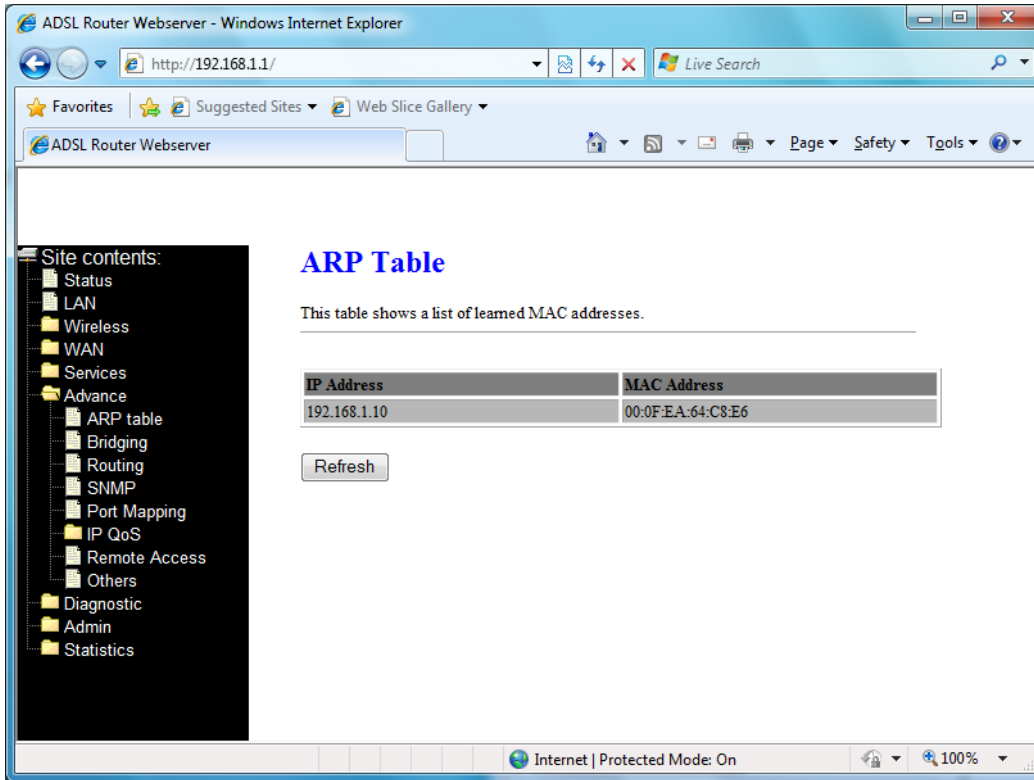 ADSL Router Webserver - Windows Internet Explorer
http://192.168.1.1/
Live Search
Favorites Suggested Sites Web Slice Gallery
ADSL Router Webserver
Page Safety Tools
Site contents:
Status
LAN
Wireless
WAN
Services
Advance
ARP table
Bridging
Routing
SNMP
Port Mapping
IP QoS
Remote Access
Others
Diagnostic
Admin
Statistics
ARP Table
This table shows a list of learned MAC addresses.
IP Address MAC Address
192.168.1.10 00:0F:EA:64:C8:E6
Refresh
Internet | Protected Mode: On
100%